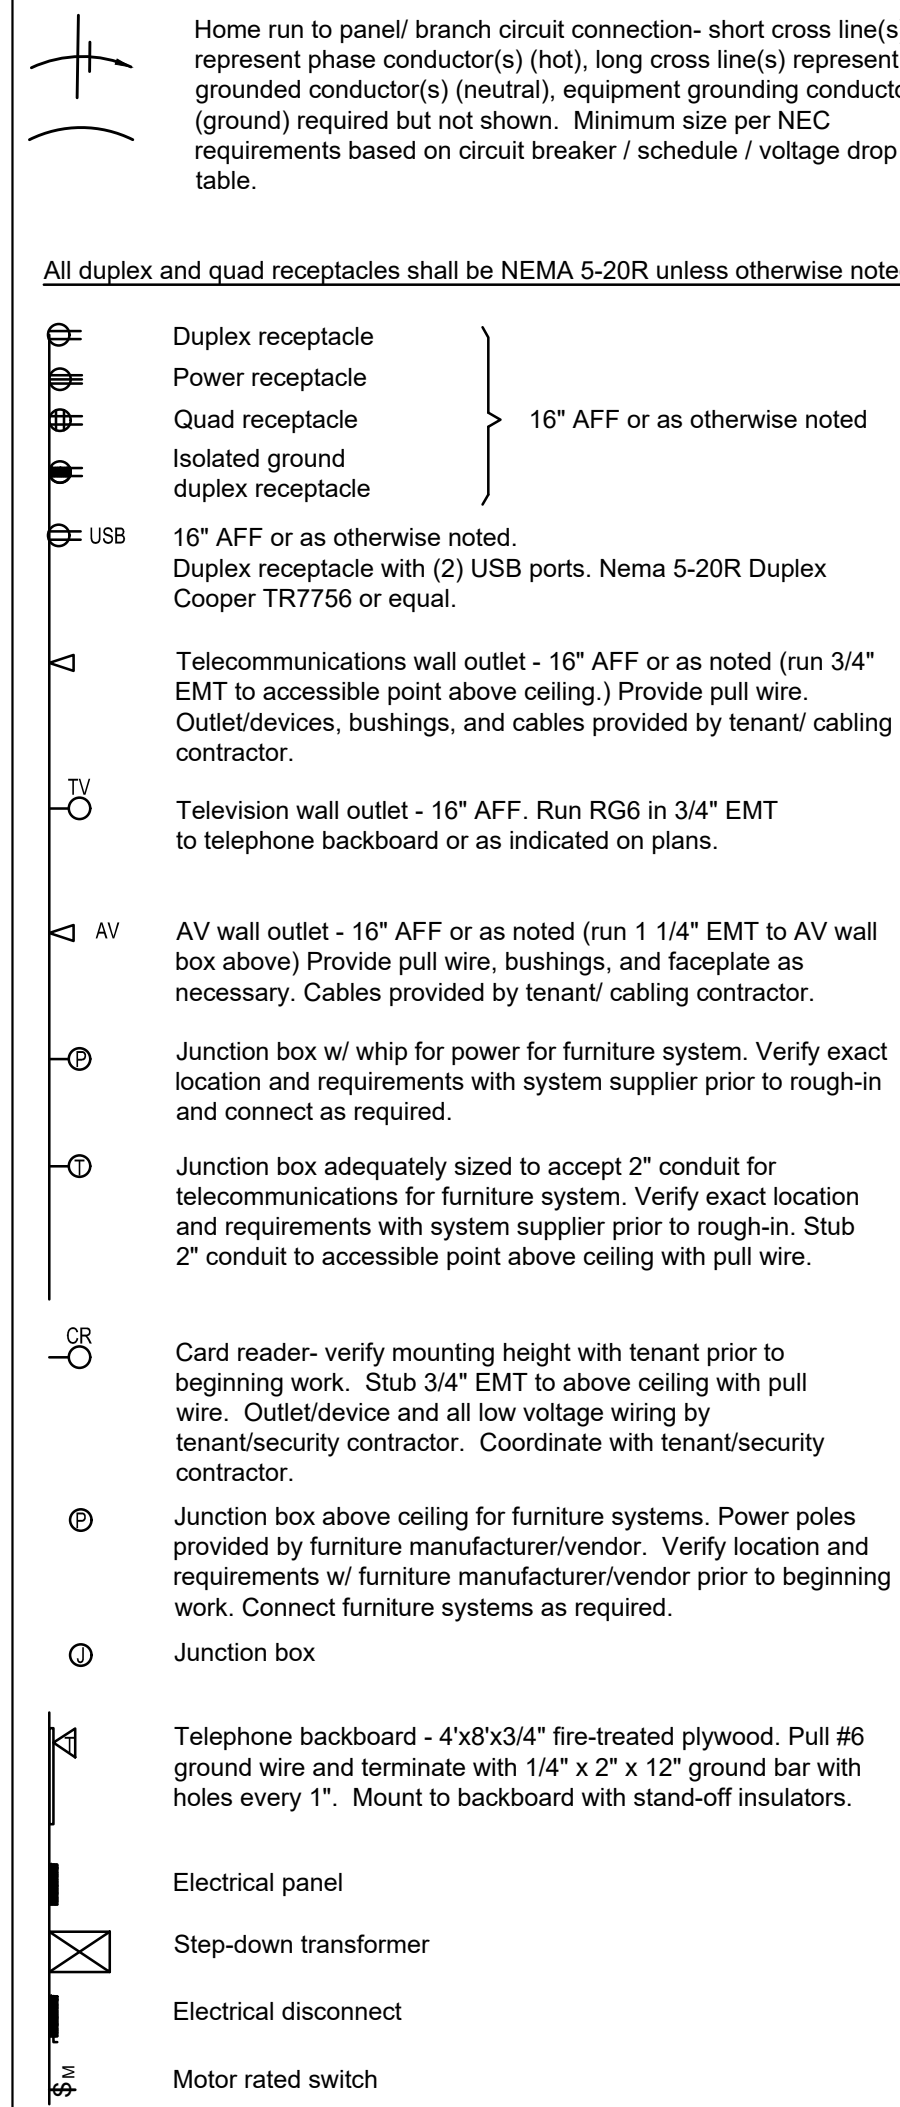 Home run to panel/ branch circuit connection- short cross line(s
represent phase conductor(s) (hot), long cross line(s) represent
grounded conductor(s) (neutral), equipment grounding conducto
(ground) required but not shown.  Minimum size per NEC
requirements based on circuit breaker / schedule / voltage drop
table.
All duplex and quad receptacles shall be NEMA 5-20R unless otherwise note
Duplex receptacle
Power receptacle
Quad receptacle
16" AFF or as otherwise noted
Isolated ground
duplex receptacle
USB
16" AFF or as otherwise noted.
Duplex receptacle with (2) USB ports. Nema 5-20R Duplex
Cooper TR7756 or equal.
Telecommunications wall outlet - 16" AFF or as noted (run 3/4"
EMT to accessible point above ceiling.) Provide pull wire.
Outlet/devices, bushings, and cables provided by tenant/ cabling
contractor.
TV
Television wall outlet - 16" AFF. Run RG6 in 3/4" EMT
to telephone backboard or as indicated on plans.
AV
AV wall outlet - 16" AFF or as noted (run 1 1/4" EMT to AV wall
box above) Provide pull wire, bushings, and faceplate as
necessary. Cables provided by tenant/ cabling contractor.
P
Junction box w/ whip for power for furniture system. Verify exact
location and requirements with system supplier prior to rough-in
and connect as required.
T
Junction box adequately sized to accept 2" conduit for
telecommunications for furniture system. Verify exact location
and requirements with system supplier prior to rough-in. Stub
2" conduit to accessible point above ceiling with pull wire.
CR
Card reader- verify mounting height with tenant prior to
beginning work.  Stub 3/4" EMT to above ceiling with pull
wire.  Outlet/device and all low voltage wiring by
tenant/security contractor.  Coordinate with tenant/security
contractor.
P
Junction box above ceiling for furniture systems. Power poles
provided by furniture manufacturer/vendor.  Verify location and
requirements w/ furniture manufacturer/vendor prior to beginning
work. Connect furniture systems as required.
J
Junction box
T
Telephone backboard - 4'x8'x3/4" fire-treated plywood. Pull #6
ground wire and terminate with 1/4" x 2" x 12" ground bar with
holes every 1".  Mount to backboard with stand-off insulators.
Electrical panel
Step-down transformer
Electrical disconnect
$ M
Motor rated switch